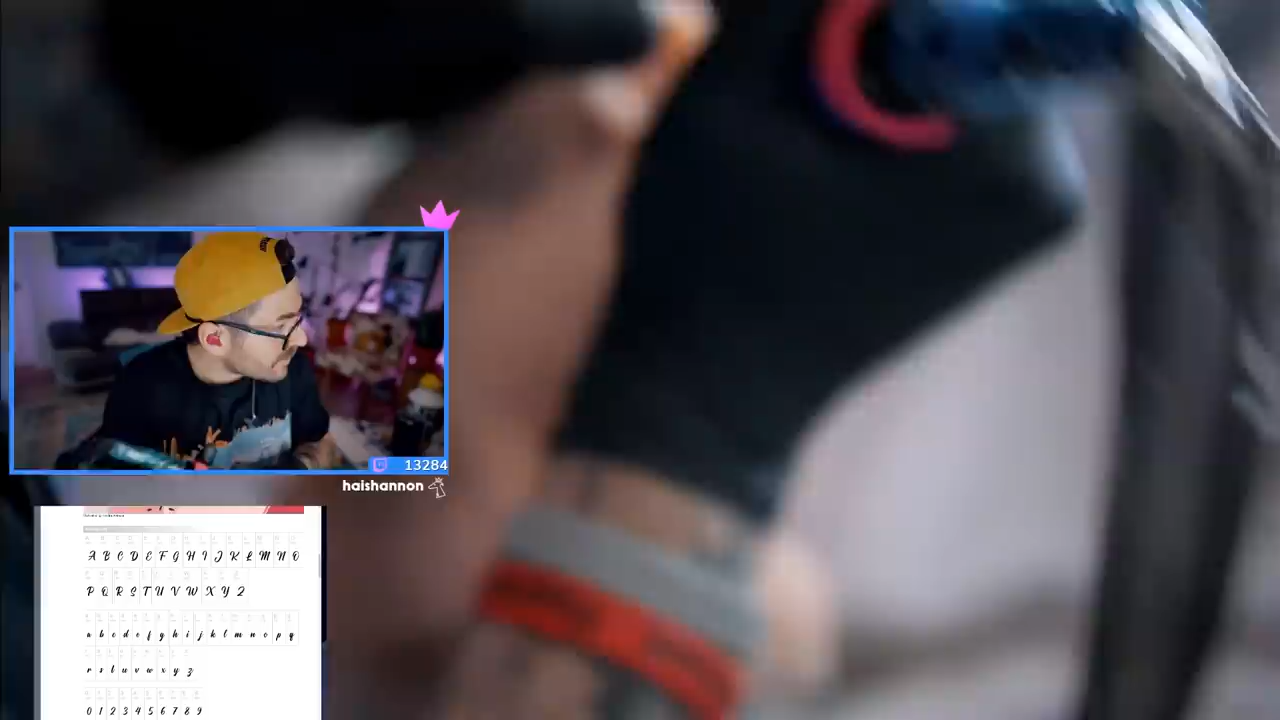 13284
haishannon
A B C D E F G H I J K L M N O
P Q R S T U V W X Y Z
a b c d e f g h i j k l m n o p q
r s t u v w x y z
0 1 2 3 4 5 6 7 8 9